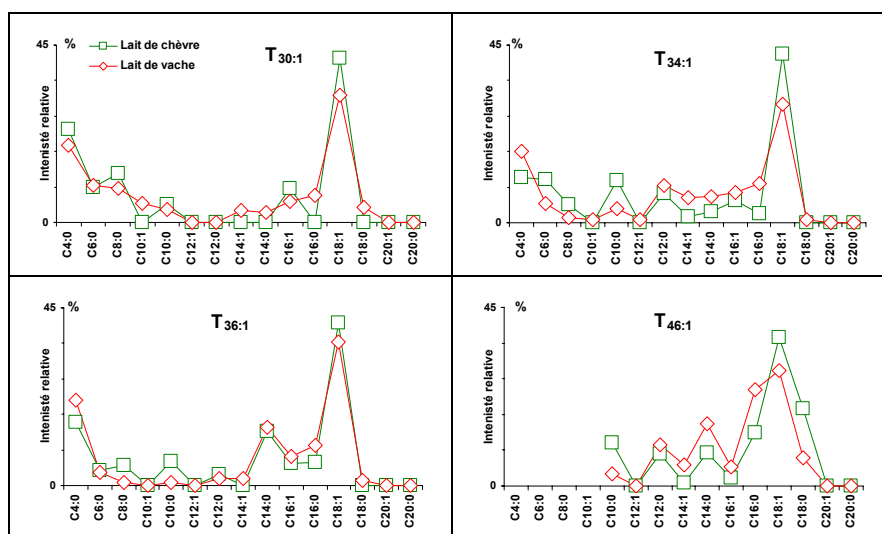 45
%
Lait de chèvre
Lait de vache
T30:1
Intenisté relative
0
C4:0 C6:0 C8:0 C10:1 C10:0 C12:1 C12:0 C14:1 C14:0 C16:1 C16:0 C18:1 C18:0 C20:1 C20:0
45
%
T34:1
Intenisté relative
0
C4:0 C6:0 C8:0 C10:1 C10:0 C12:1 C12:0 C14:1 C14:0 C16:1 C16:0 C18:1 C18:0 C20:1 C20:0
45
%
T36:1
Intenisté relative
0
C4:0 C6:0 C8:0 C10:1 C10:0 C12:1 C12:0 C14:1 C14:0 C16:1 C16:0 C18:1 C18:0 C20:1 C20:0
45
%
T46:1
Intenisté relative
0
C4:0 C6:0 C8:0 C10:1 C10:0 C12:1 C12:0 C14:1 C14:0 C16:1 C16:0 C18:1 C18:0 C20:1 C20:0